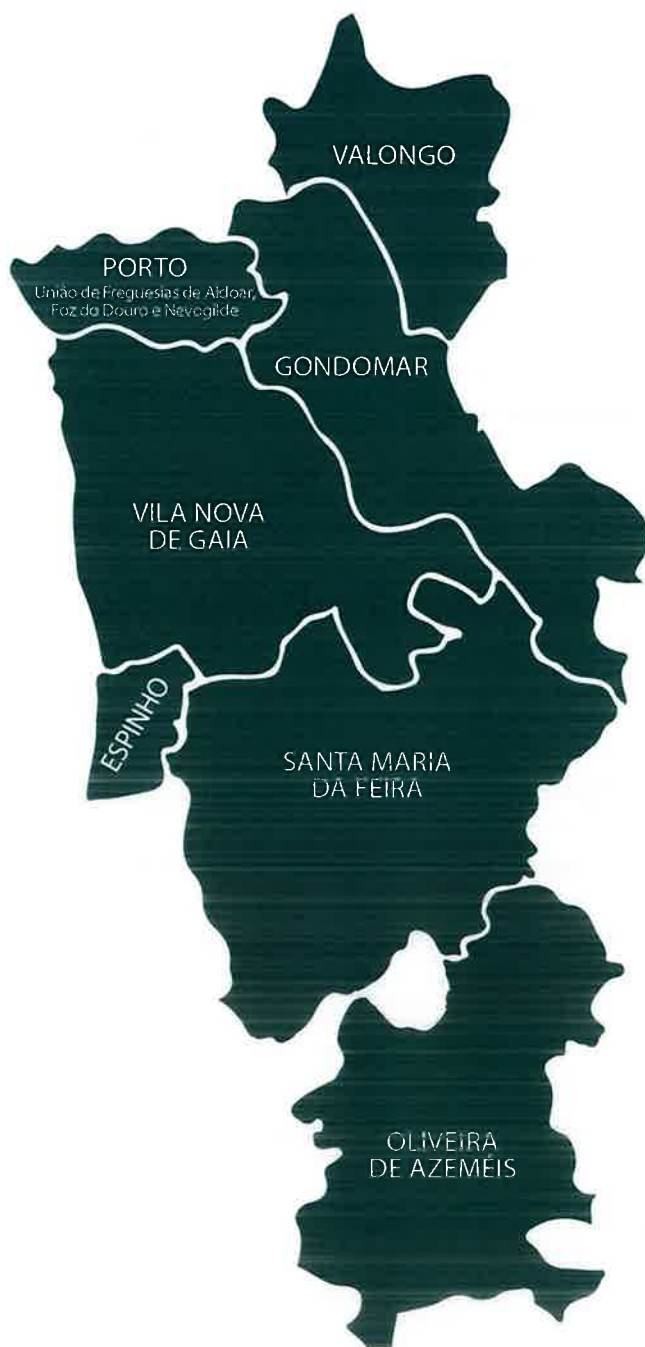 VALONGO
PORTO
União de Freguesias de Aldoar,
Foz do Douro e Nevogilde
GONDOMAR
VILA NOVA
DE GAIA
ESPINHO
SANTA MARIA
DA FEIRA
OLIVEIRA
DE AZEMÉIS